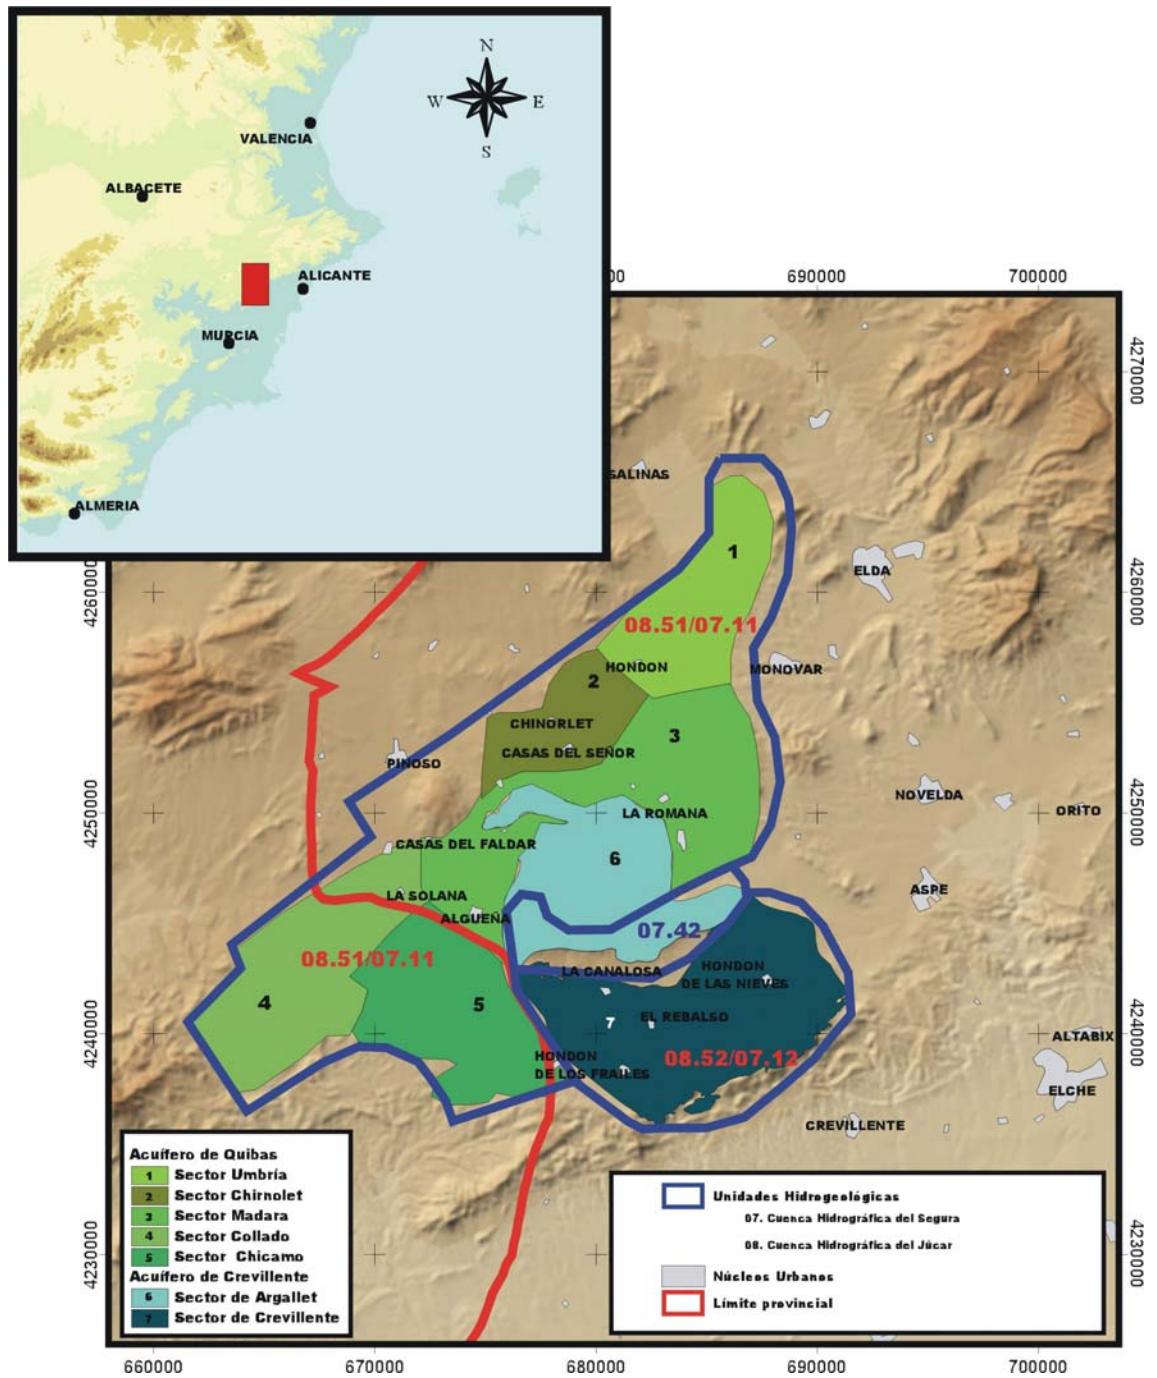 N
W E
S
VALENCIA
ALBACETE
ALICANTE
MURCIA
ALMERIA
690000 700000
4270000
4260000
4250000
4240000
4230000
SALINAS
1
ELDA
08.51/07.11
HONDON
MONOVAR
2
CHINORLET
3
CASAS DEL SEÑOR
PINOSO
NOVELDA
ORITO
LA ROMANA
CASAS DEL FALDAR
6
ASPE
LA SOLANA
ALGUEÑA
07.42
08.51/07.11
LA CANALOSA
HONDON
DE LAS NIEVES
4
5
7
EL REBALSO
ALTABIX
HONDON
DE LOS FRAILES
08.52/07.12
ELCHE
CREVILLENTE
4260000
4250000
4240000
4230000
Acuífero de Quibas
1 Sector Umbría
2 Sector Chirnolet
3 Sector Madara
4 Sector Collado
5 Sector Chicamo
Acuífero de Crevillente
6 Sector de Argallet
7 Sector de Crevillente
Unidades Hidrogeológicas
07. Cuenca Hidrográfica del Segura
08. Cuenca Hidrográfica del Júcar
Núcleos Urbanos
Límite provincial
660000 670000 680000 690000 700000